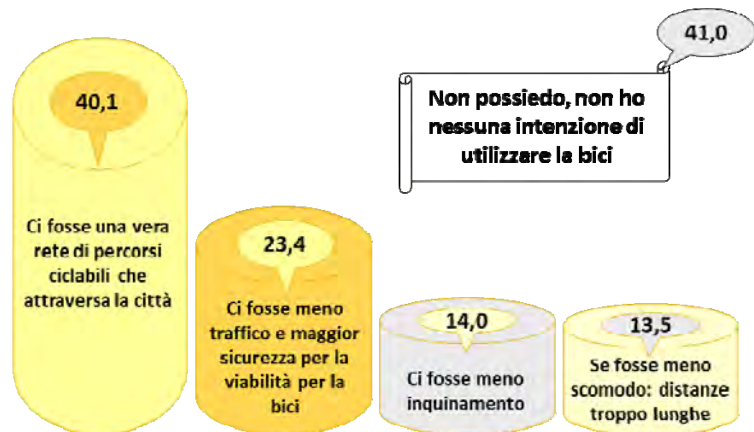 41,0
Non possiedo, non ho
nessuna intenzione di
utilizzare la bici
40,1
Ci fosse una vera
rete di percorsi
ciclabili che
attraversa la città
23,4
Ci fosse meno
traffico e maggior
sicurezza per la
viabilità per la
bici
14,0
Ci fosse meno
inquinamento
13,5
Se fosse meno
scomodo: distanze
troppo lunghe